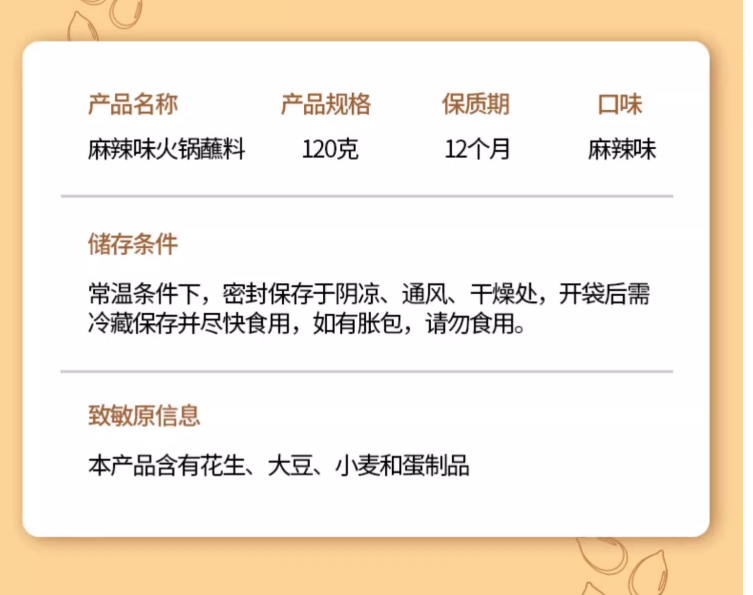 产品名称 产品规格 保质期 口味
麻辣味火锅蘸料 120克 12个月 麻辣味
储存条件
常温条件下，密封保存于阴凉、通风、干燥处，开袋后需
冷藏保存并尽快食用，如有胀包，请勿食用。
致敏原信息
本产品含有花生、大豆、小麦和蛋制品